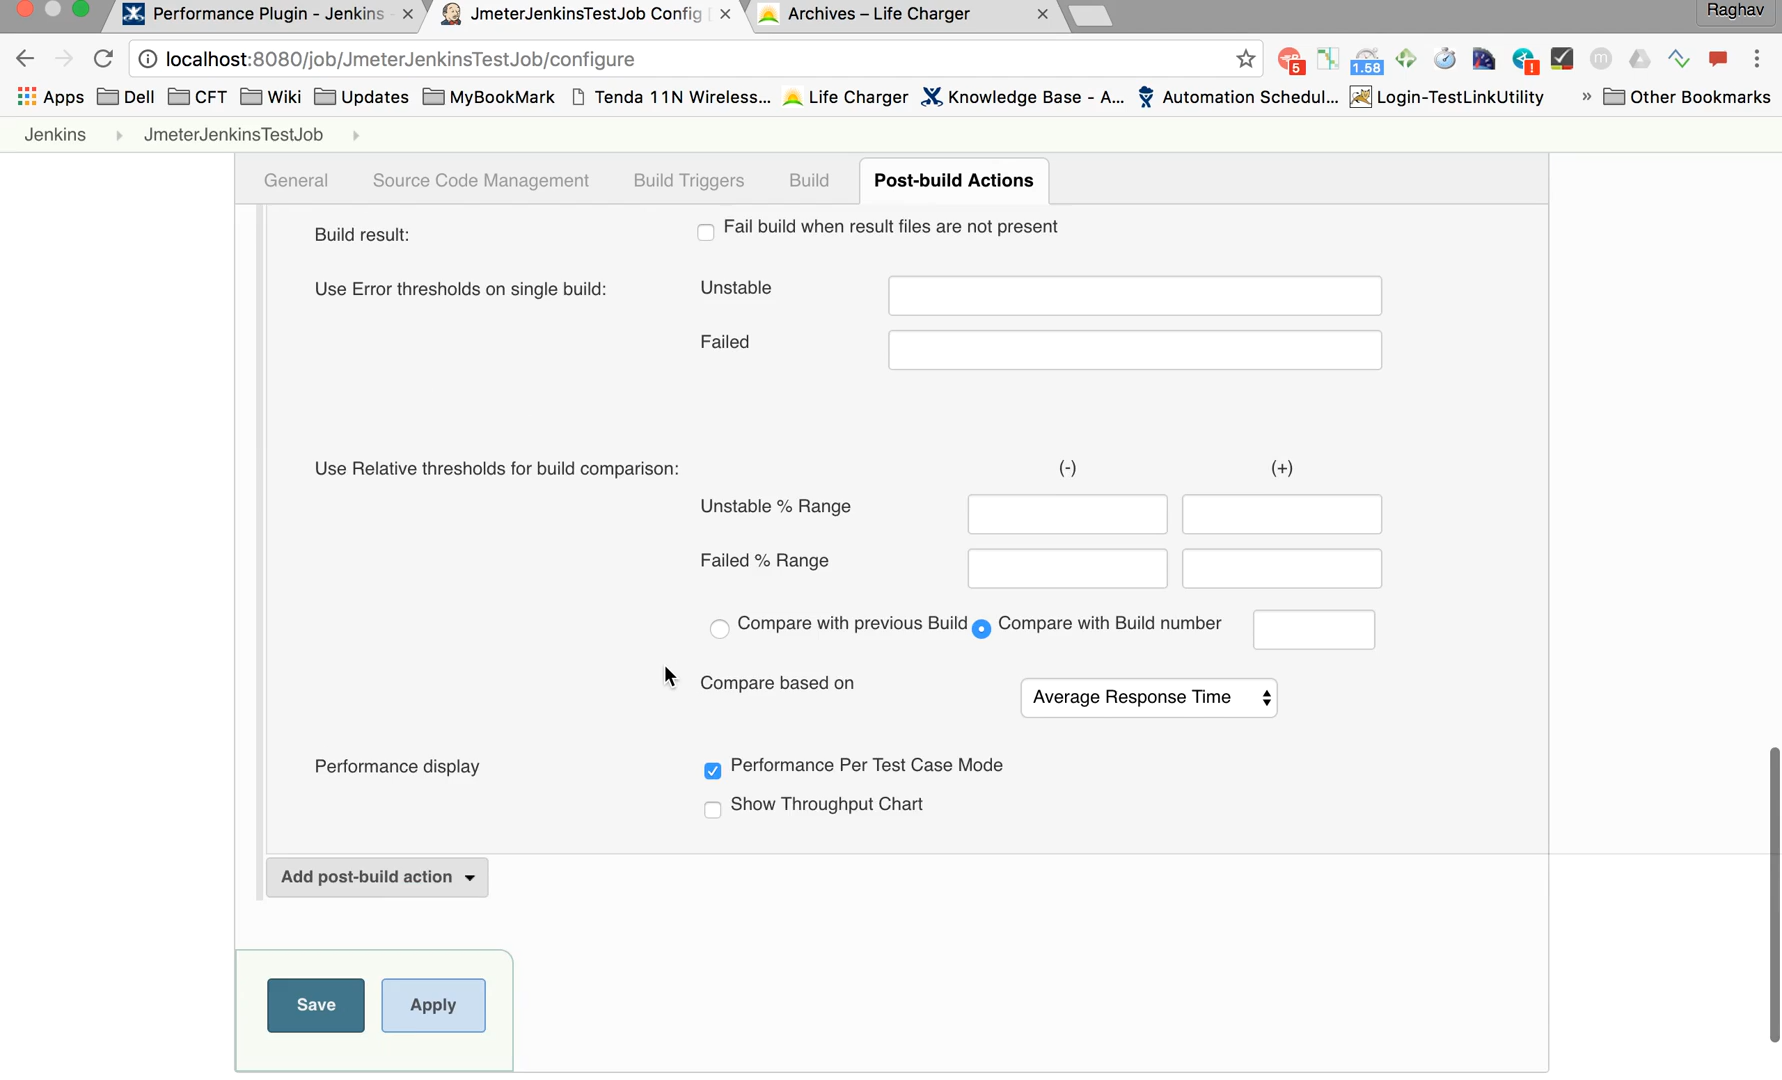 Performance Plugin - Jenkins
JmeterJenkinsTestJob Config
Archives – Life Charger
Raghav
localhost:8080/job/JmeterJenkinsTestJob/configure
5
1.58
!
m
Apps
Dell
CFT
Wiki
Updates
MyBookMark
Tenda 11N Wireless...
Life Charger
Knowledge Base - A...
Automation Schedul...
Login-TestLinkUtility
»
Other Bookmarks
Jenkins
JmeterJenkinsTestJob
General
Source Code Management
Build Triggers
Build
Post-build Actions
Build result:
Fail build when result files are not present
Use Error thresholds on single build:
Unstable
Failed
Use Relative thresholds for build comparison:
(-)
(+)
Unstable % Range
Failed % Range
Compare with previous Build
Compare with Build number
Compare based on
Average Response Time
Performance display
Performance Per Test Case Mode
Show Throughput Chart
Add post-build action
Save
Apply